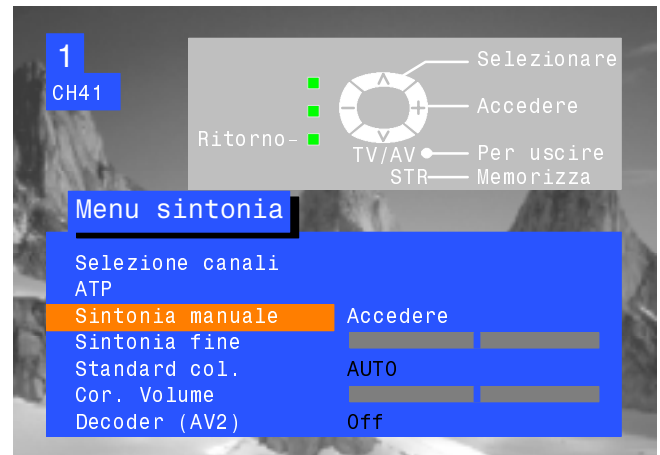 1
CH41
Selezionare
Accedere
Ritorno-
TV/AV Per uscire
STR Memorizza
Menu sintonia
Selezione canali
ATP
Sintonia manuale Accedere
Sintonia fine
Standard col. AUTO
Cor. Volume
Decoder (AV2) Off